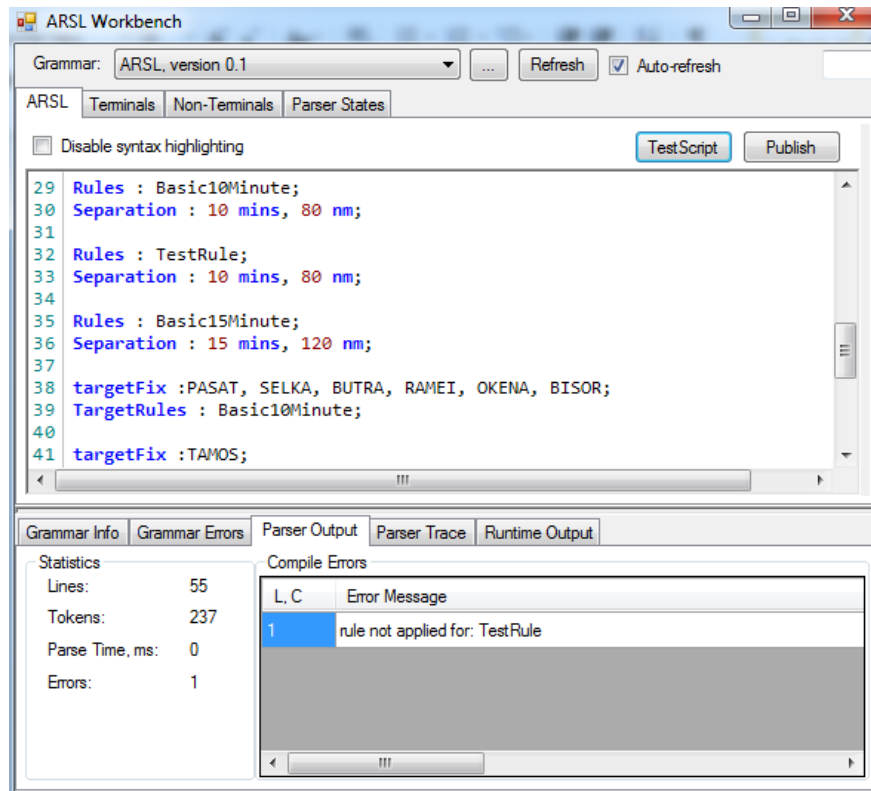 ARSL Workbench
Grammar: ARSL, version 0.1 ... Refresh Auto-refresh
ARSL Terminals Non-Terminals Parser States
Disable syntax highlighting TestScript Publish
29 Rules : Basic10Minute;
30 Separation : 10 mins, 80 nm;
31
32 Rules : TestRule;
33 Separation : 10 mins, 80 nm;
34
35 Rules : Basic15Minute;
36 Separation : 15 mins, 120 nm;
37
38 targetFix :PASAT, SELKA, BUTRA, RAMEI, OKENA, BISOR;
39 TargetRules : Basic10Minute;
40
41 targetFix :TAMOS;
Grammar Info Grammar Errors Parser Output Parser Trace Runtime Output
Statistics Compile Errors
Lines: 55
L, C Error Message
Tokens: 237
1 rule not applied for: TestRule
Parse Time, ms: 0
Errors: 1